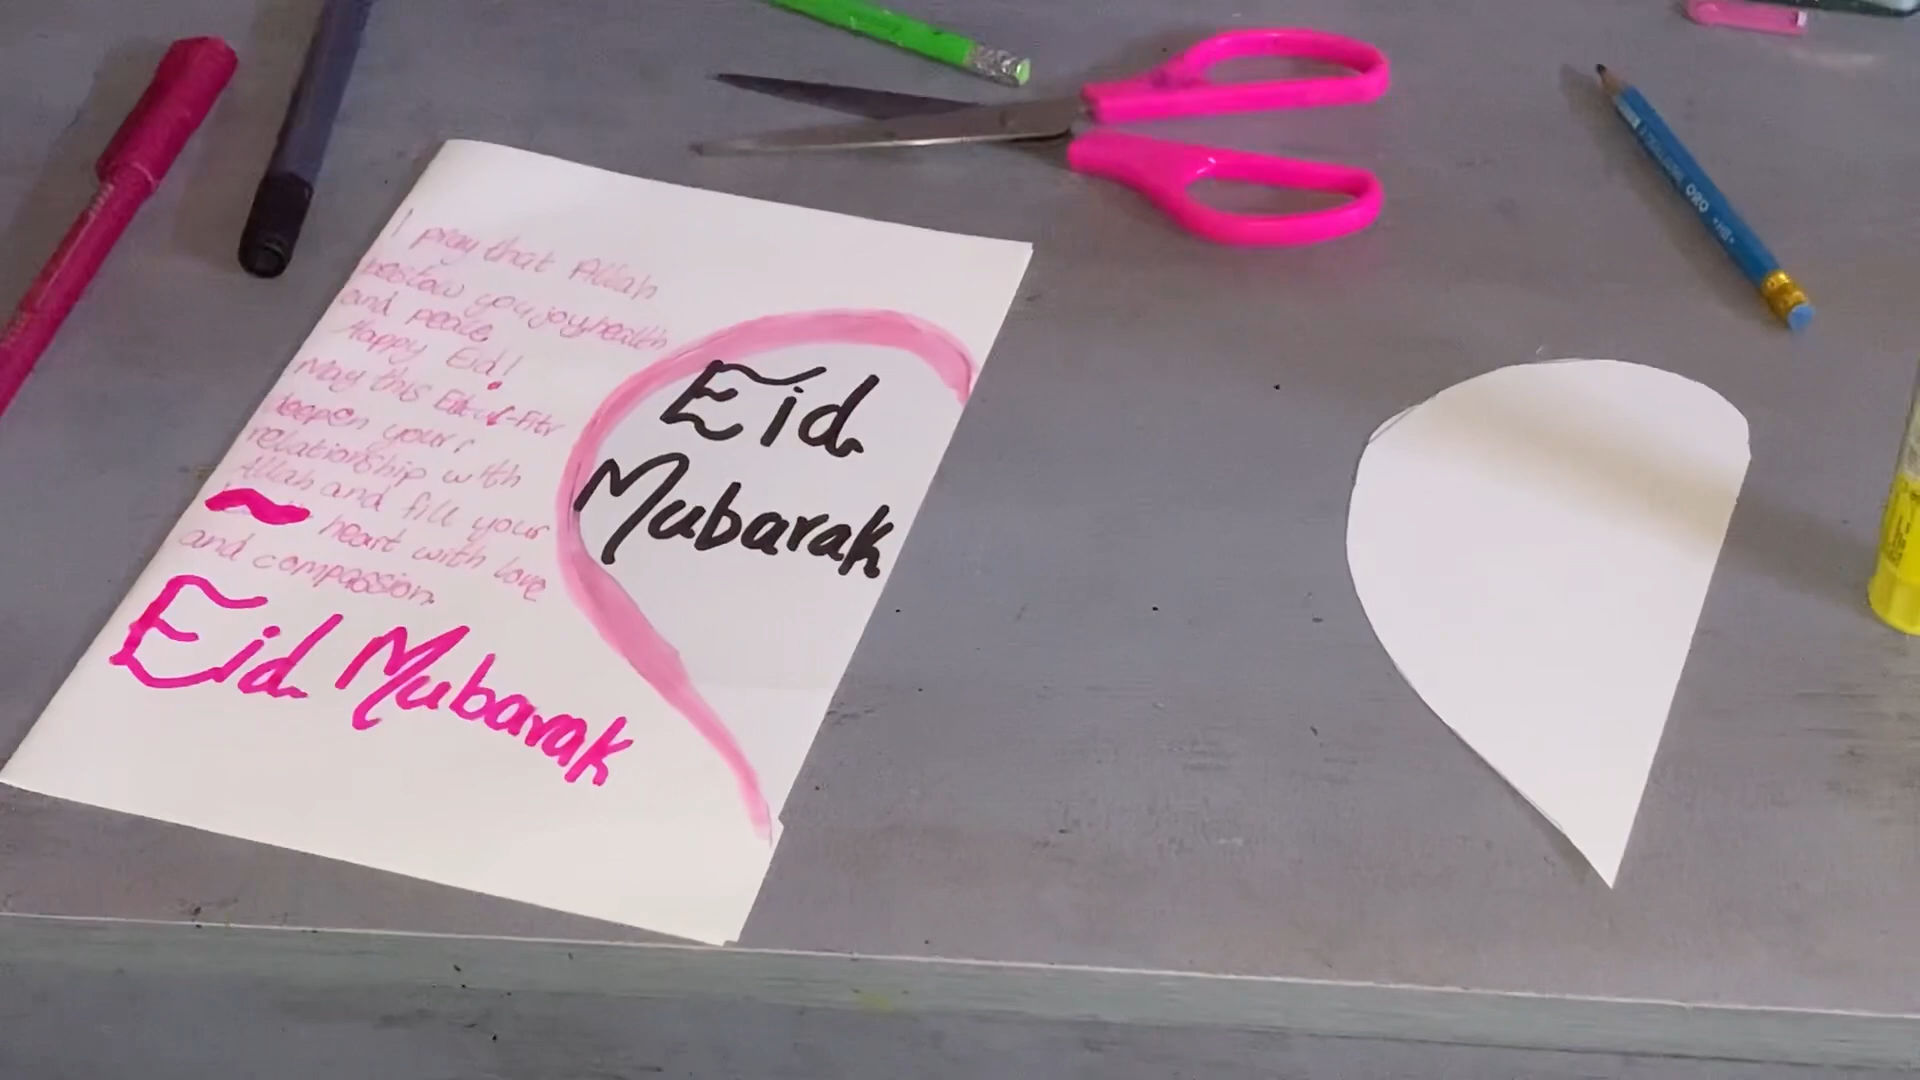 I pray that Allah
bestow you joy, health
and peace
Happy Eid!
May this Eid-ul-Fitr
deepen your
relationship with
Allah and fill your
heart with love
and compassion.
Eid Mubarak
Eid
Mubarak
ORO